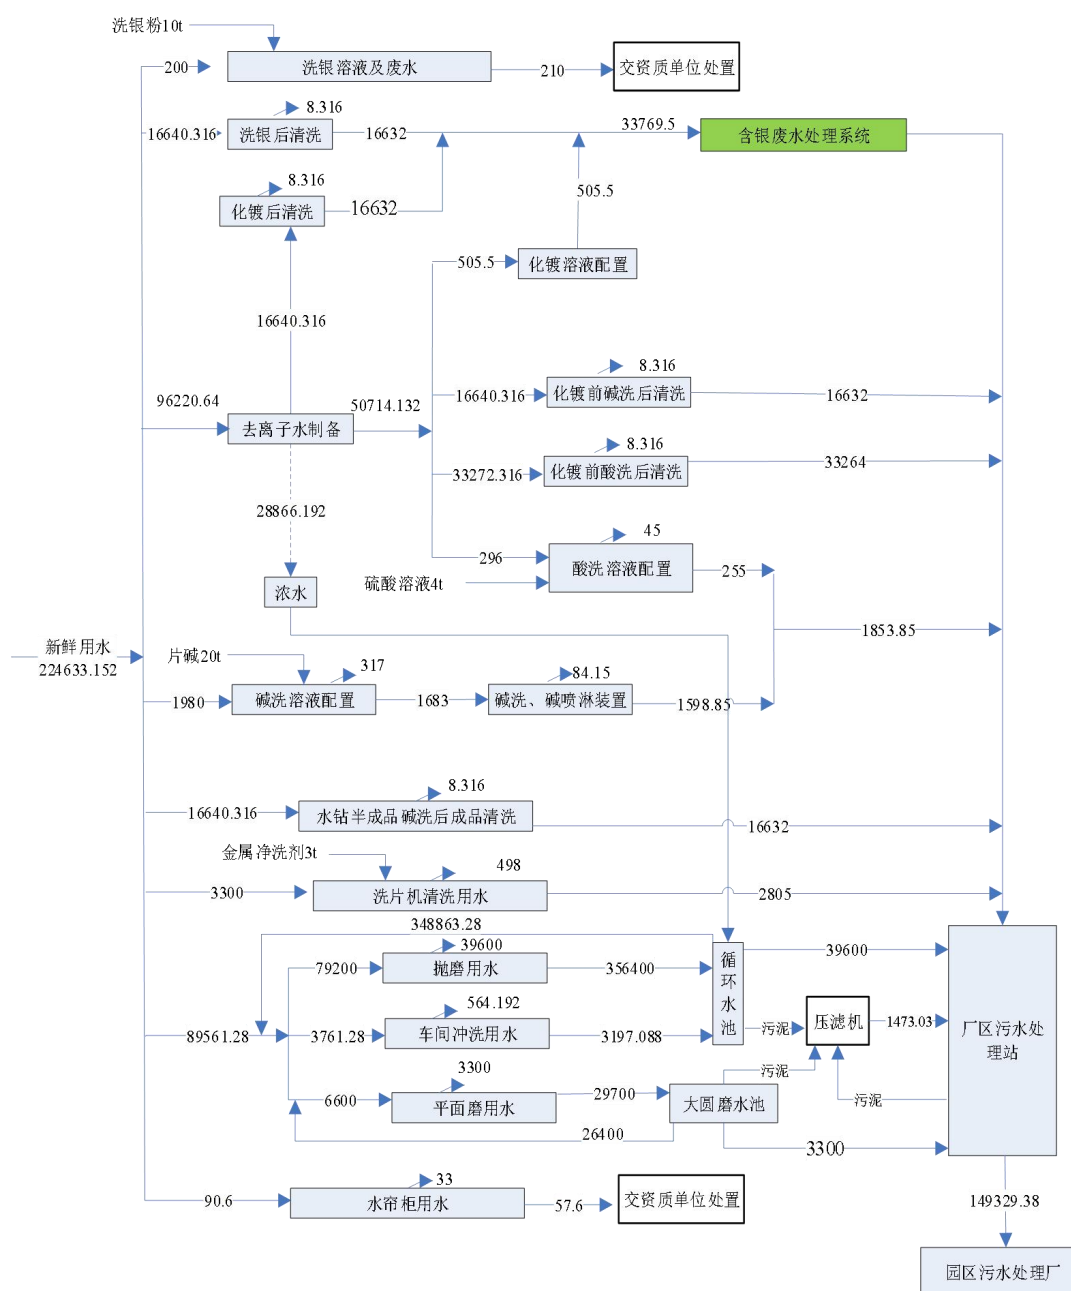 洗银粉10t
200
洗银溶液及废水
210
交资质单位处置
8.316
16640.316
洗银后清洗
16632
33769.5
含银废水处理系统
8.316
化镀后清洗
16632
505.5
505.5
化镀溶液配置
16640.316
8.316
96220.64
50714.132
16640.316
化镀前碱洗后清洗
16632
去离子水制备
8.316
33272.316
化镀前酸洗后清洗
33264
28866.192
45
296
酸洗溶液配置
255
硫酸溶液4t
浓水
1853.85
新鲜用水
224633.152
片碱20t
317
84.15
1980
碱洗溶液配置
1683
碱洗、碱喷淋装置
1598.85
8.316
16640.316
水钻半成品碱洗后成品清洗
16632
金属净洗剂3t
498
3300
洗片机清洗用水
2805
348863.28
39600
39600
79200
抛磨用水
356400
循环水池
564.192
89561.28
3761.28
车间冲洗用水
3197.088
污泥
压滤机
1473.03
厂区污水处理站
3300
污泥
6600
平面磨用水
29700
大圆磨水池
污泥
26400
3300
33
90.6
水帘柜用水
57.6
交资质单位处置
149329.38
园区污水处理厂